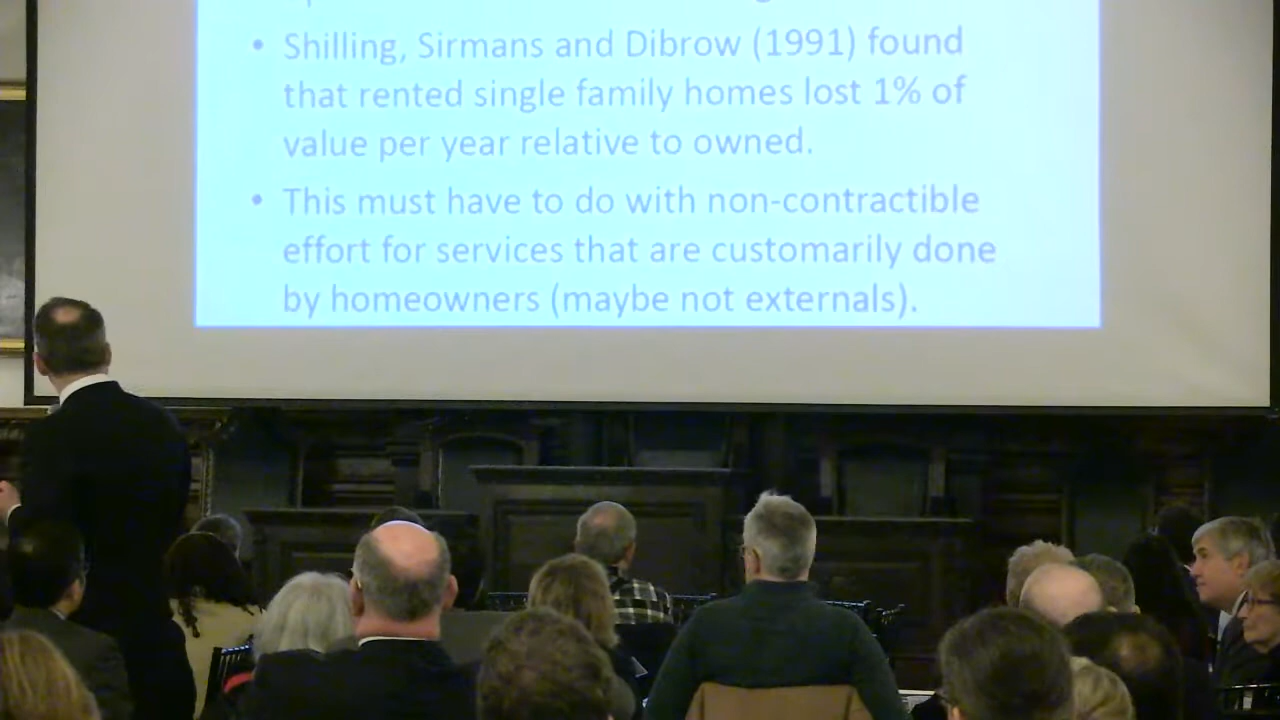 • Shilling, Sirmans and Dibrow (1991) found
that rented single family homes lost 1% of
value per year relative to owned.
• This must have to do with non-contractible
effort for services that are customarily done
by homeowners (maybe not externals).